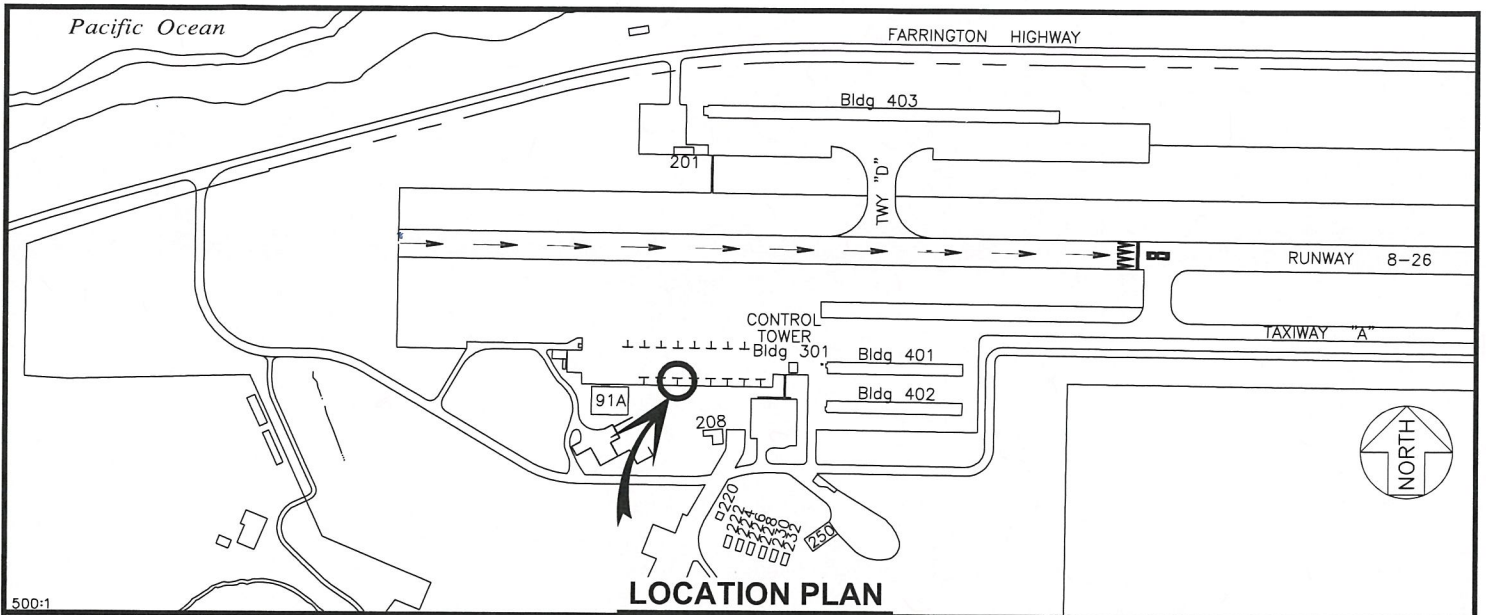 Pacific Ocean
FARRINGTON HIGHWAY
Bldg 403
201
TWY "D"
RUNWAY 8-26
CONTROL
TOWER
Bldg 301
TAXIWAY "A"
Bldg 401
91A
Bldg 402
208
NORTH
220
222
224
226
228
230
232
250
LOCATION PLAN
500:1